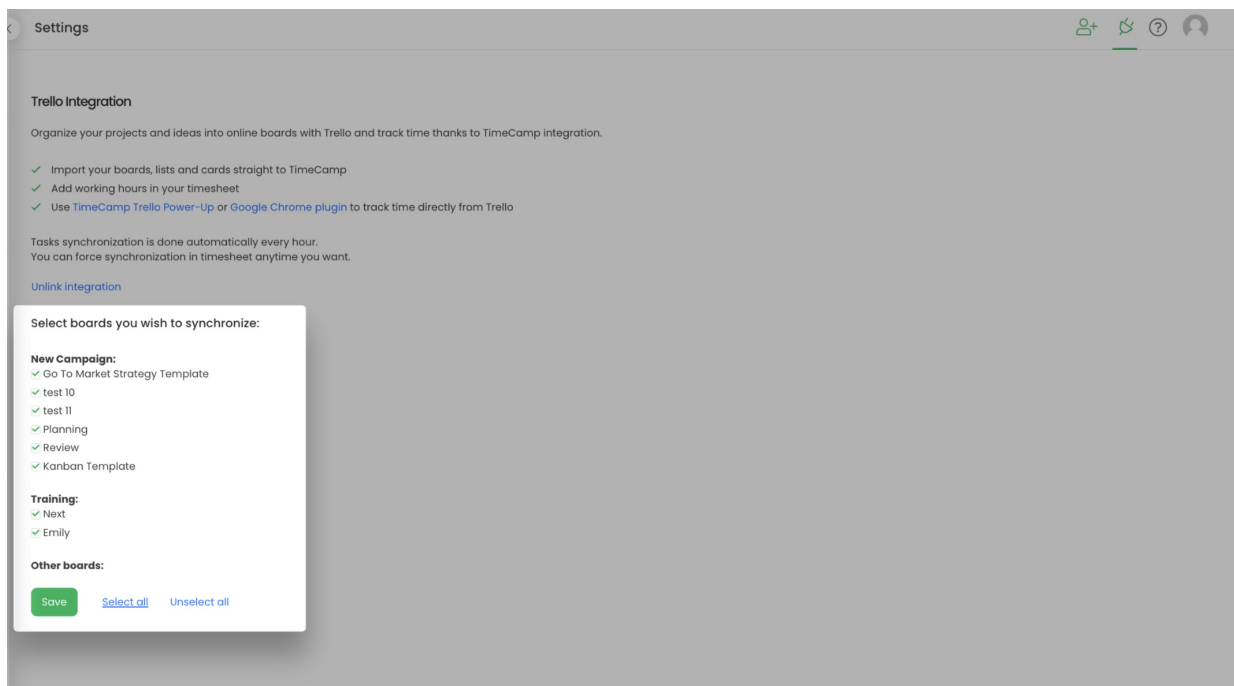 Settings
Trello Integration
Organize your projects and ideas into online boards with Trello and track time thanks to TimeCamp integration.
Import your boards, lists and cards straight to TimeCamp
Add working hours in your timesheet
Use TimeCamp Trello Power-Up or Google Chrome plugin to track time directly from Trello
Tasks synchronization is done automatically every hour.
You can force synchronization in timesheet anytime you want.
Unlink integration
Select boards you wish to synchronize:
New Campaign:
Go To Market Strategy Template
test 10
test 11
Planning
Review
Kanban Template
Training:
Next
Emily
Other boards:
Save Select all Unselect all